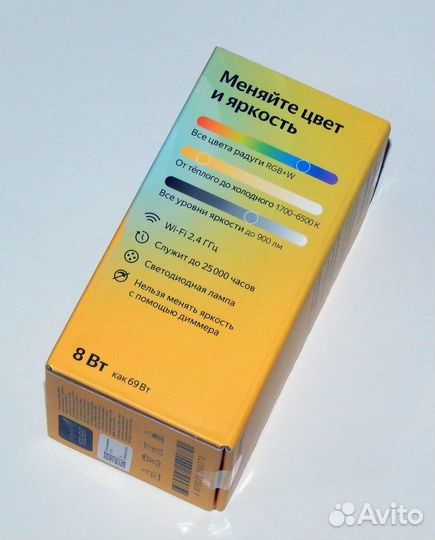 Меняйте цвет
и яркость
Все цвета радуги RGB+W
От тёплого до холодного 1700–6500 K
Все уровни яркости до 900 лм
Wi-Fi 2,4 ГГц
Служит до 25 000 часов
Светодиодная лампа
Нельзя менять яркость
с помощью диммера
8 Вт
как 69 Вт
Avito